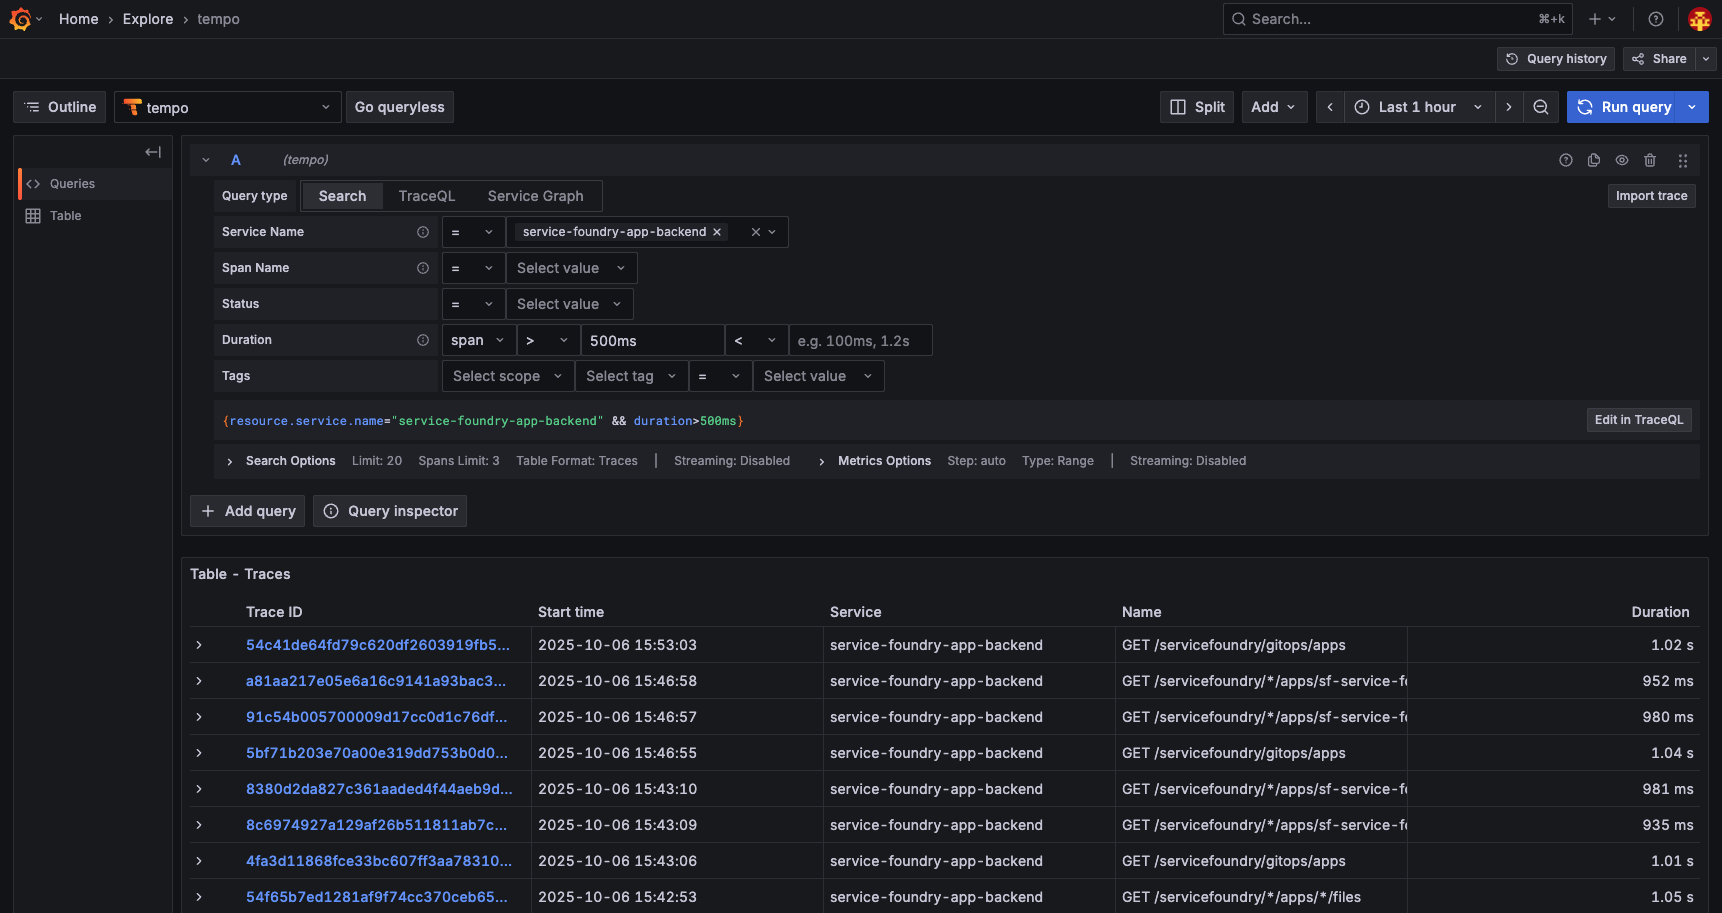 Home › Explore › tempo
Search... ⌘+k
Query history Share
Outline tempo Go queryless Split Add Last 1 hour Run query
Queries
Table
A (tempo)
Query type Search TraceQL Service Graph Import trace
Service Name = service-foundry-app-backend
Span Name = Select value
Status = Select value
Duration span > 500ms < e.g. 100ms, 1.2s
Tags Select scope Select tag = Select value
{resource.service.name="service-foundry-app-backend" && duration>500ms} Edit in TraceQL
Search Options Limit: 20 Spans Limit: 3 Table Format: Traces | Streaming: Disabled Metrics Options Step: auto Type: Range | Streaming: Disabled
+ Add query Query inspector
Table - Traces
Trace ID Start time Service Name Duration
54c41de64fd79c620df2603919fb5... 2025-10-06 15:53:03 service-foundry-app-backend GET /servicefoundry/gitops/apps 1.02 s
a81aa217e05e6a16c9141a93bac3... 2025-10-06 15:46:58 service-foundry-app-backend GET /servicefoundry/*/apps/sf-service-fo 952 ms
91c54b005700009d17cc0d1c76df... 2025-10-06 15:46:57 service-foundry-app-backend GET /servicefoundry/*/apps/sf-service-fo 980 ms
5bf71b203e70a00e319dd753b0d0... 2025-10-06 15:46:55 service-foundry-app-backend GET /servicefoundry/gitops/apps 1.04 s
8380d2da827c361aaded4f44aeb9d... 2025-10-06 15:43:10 service-foundry-app-backend GET /servicefoundry/*/apps/sf-service-fo 981 ms
8c6974927a129af26b511811ab7c... 2025-10-06 15:43:09 service-foundry-app-backend GET /servicefoundry/*/apps/sf-service-fo 935 ms
4fa3d11868fce33bc607ff3aa78310... 2025-10-06 15:43:06 service-foundry-app-backend GET /servicefoundry/gitops/apps 1.01 s
54f65b7ed1281af9f74cc370ceb65... 2025-10-06 15:42:53 service-foundry-app-backend GET /servicefoundry/*/apps/*/files 1.05 s